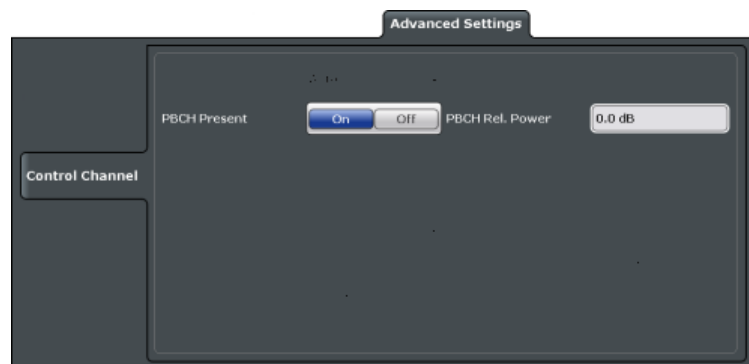 Advanced Settings
PBCH Present On Off PBCH Rel. Power 0.0 dB
Control Channel